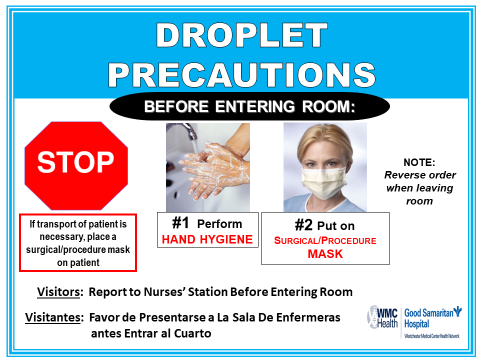 DROPLET
PRECAUTIONS
BEFORE ENTERING ROOM:
STOP
If transport of patient is
necessary, place a
surgical/procedure mask
on patient
#1 Perform
HAND HYGIENE
#2 Put on
SURGICAL/PROCEDURE
MASK
NOTE:
Reverse order
when leaving
room
Visitors: Report to Nurses' Station Before Entering Room
Visitantes: Favor de Presentarse a La Sala De Enfermeras
antes Entrar al Cuarto
WMC
Health
Good Samaritan
Hospital
Westchester Medical Center Health Network